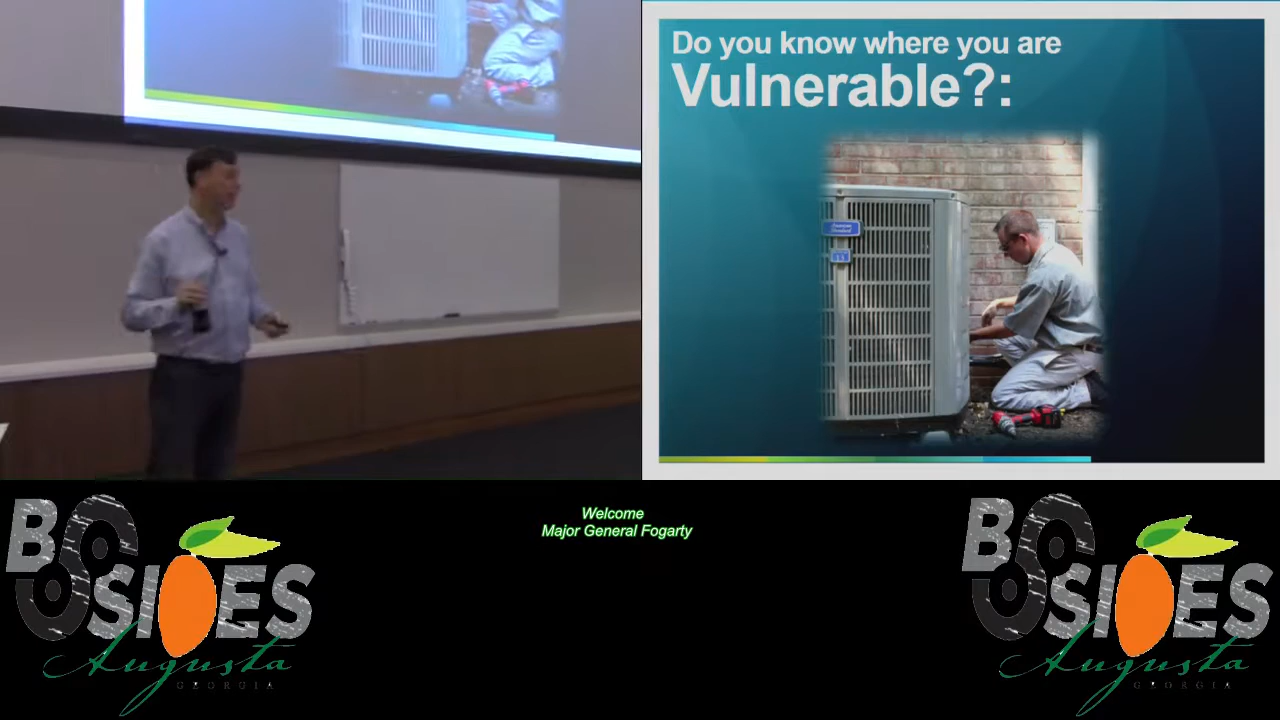 Do you know where you are
Vulnerable?:
Welcome
Major General Fogarty
BSIDES
Augusta
GEORGIA
BSIDES
Augusta
GEORGIA